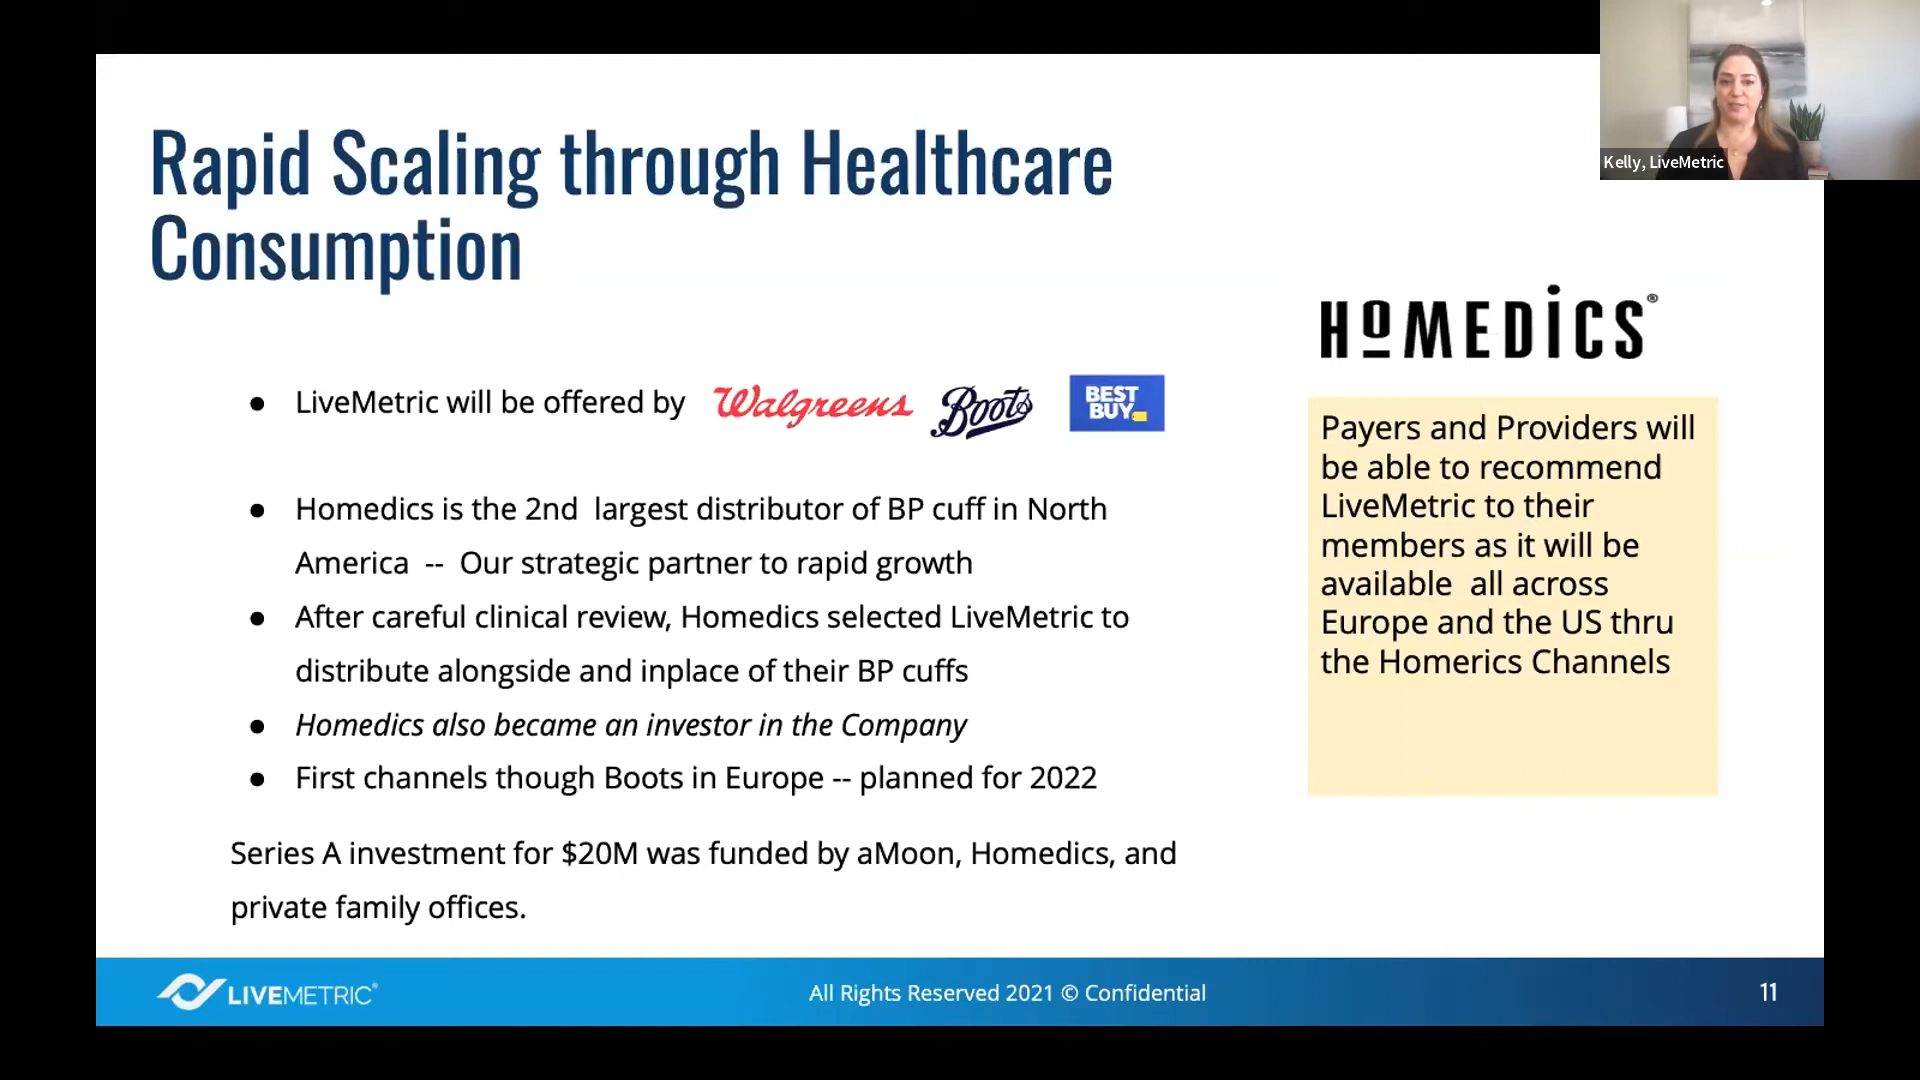 Kelly, LiveMetric
Rapid Scaling through Healthcare
Consumption
HOMEDICS®
● LiveMetric will be offered by Walgreens Boots BEST BUY
● Homedics is the 2nd largest distributor of BP cuff in North
America -- Our strategic partner to rapid growth
● After careful clinical review, Homedics selected LiveMetric to
distribute alongside and inplace of their BP cuffs
● Homedics also became an investor in the Company
● First channels though Boots in Europe -- planned for 2022
Series A investment for $20M was funded by aMoon, Homedics, and
private family offices.
Payers and Providers will
be able to recommend
LiveMetric to their
members as it will be
available all across
Europe and the US thru
the Homerics Channels
LIVEMETRIC®
All Rights Reserved 2021 © Confidential
11